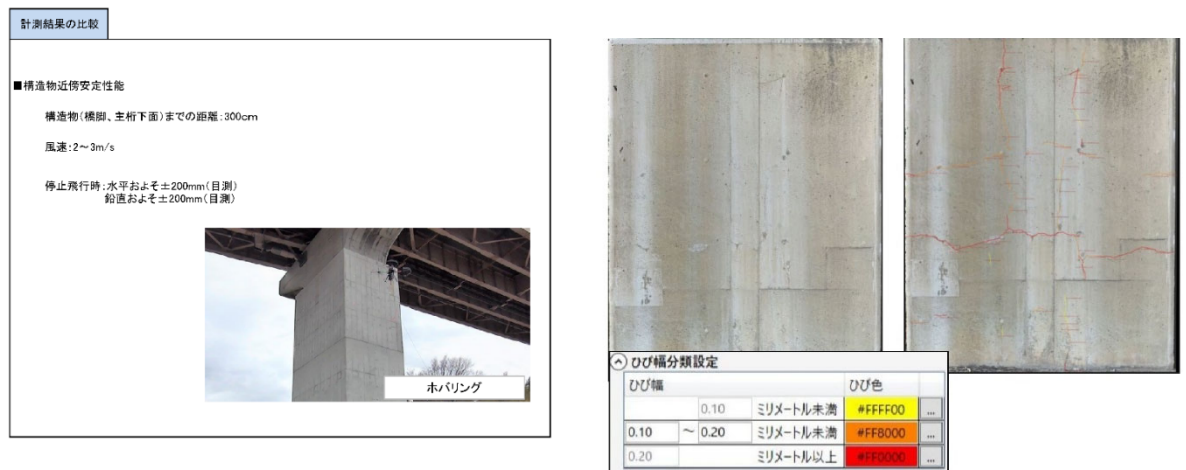 計測結果の比較
■構造物近傍安定性能
構造物(橋脚、主桁下面)までの距離:300cm
風速:2～3m/s
停止飛行時:水平およそ±200mm(目測)
鉛直およそ±200mm(目測)
ホバリング
ひび幅分類設定
ひび幅 ひび色
0.10 ミリメートル未満 #FFFF00 ...
0.10 ～ 0.20 ミリメートル未満 #FF8000 ...
0.20 ミリメートル以上 #FF0000 ...